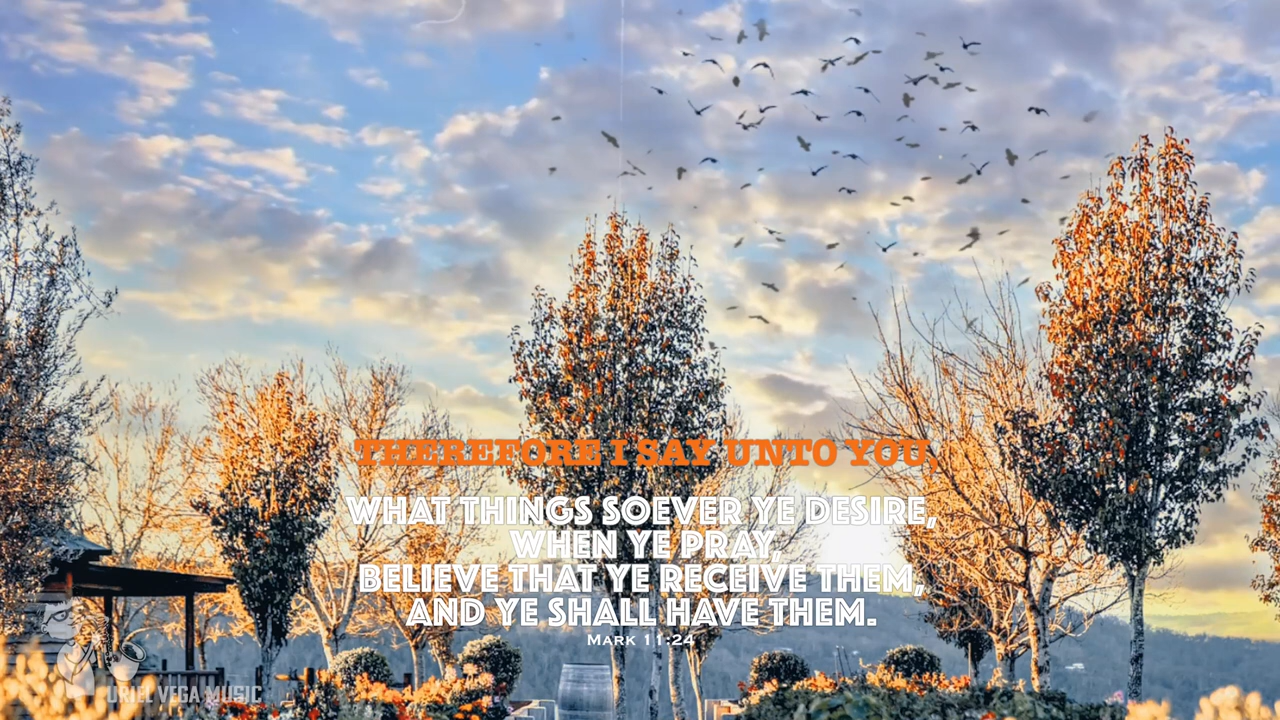 THEREFORE I SAY UNTO YOU,
WHAT THINGS SOEVER YE DESIRE,
WHEN YE PRAY,
BELIEVE THAT YE RECEIVE THEM,
AND YE SHALL HAVE THEM.
Mark 11:24
URIEL VEGA MUSIC